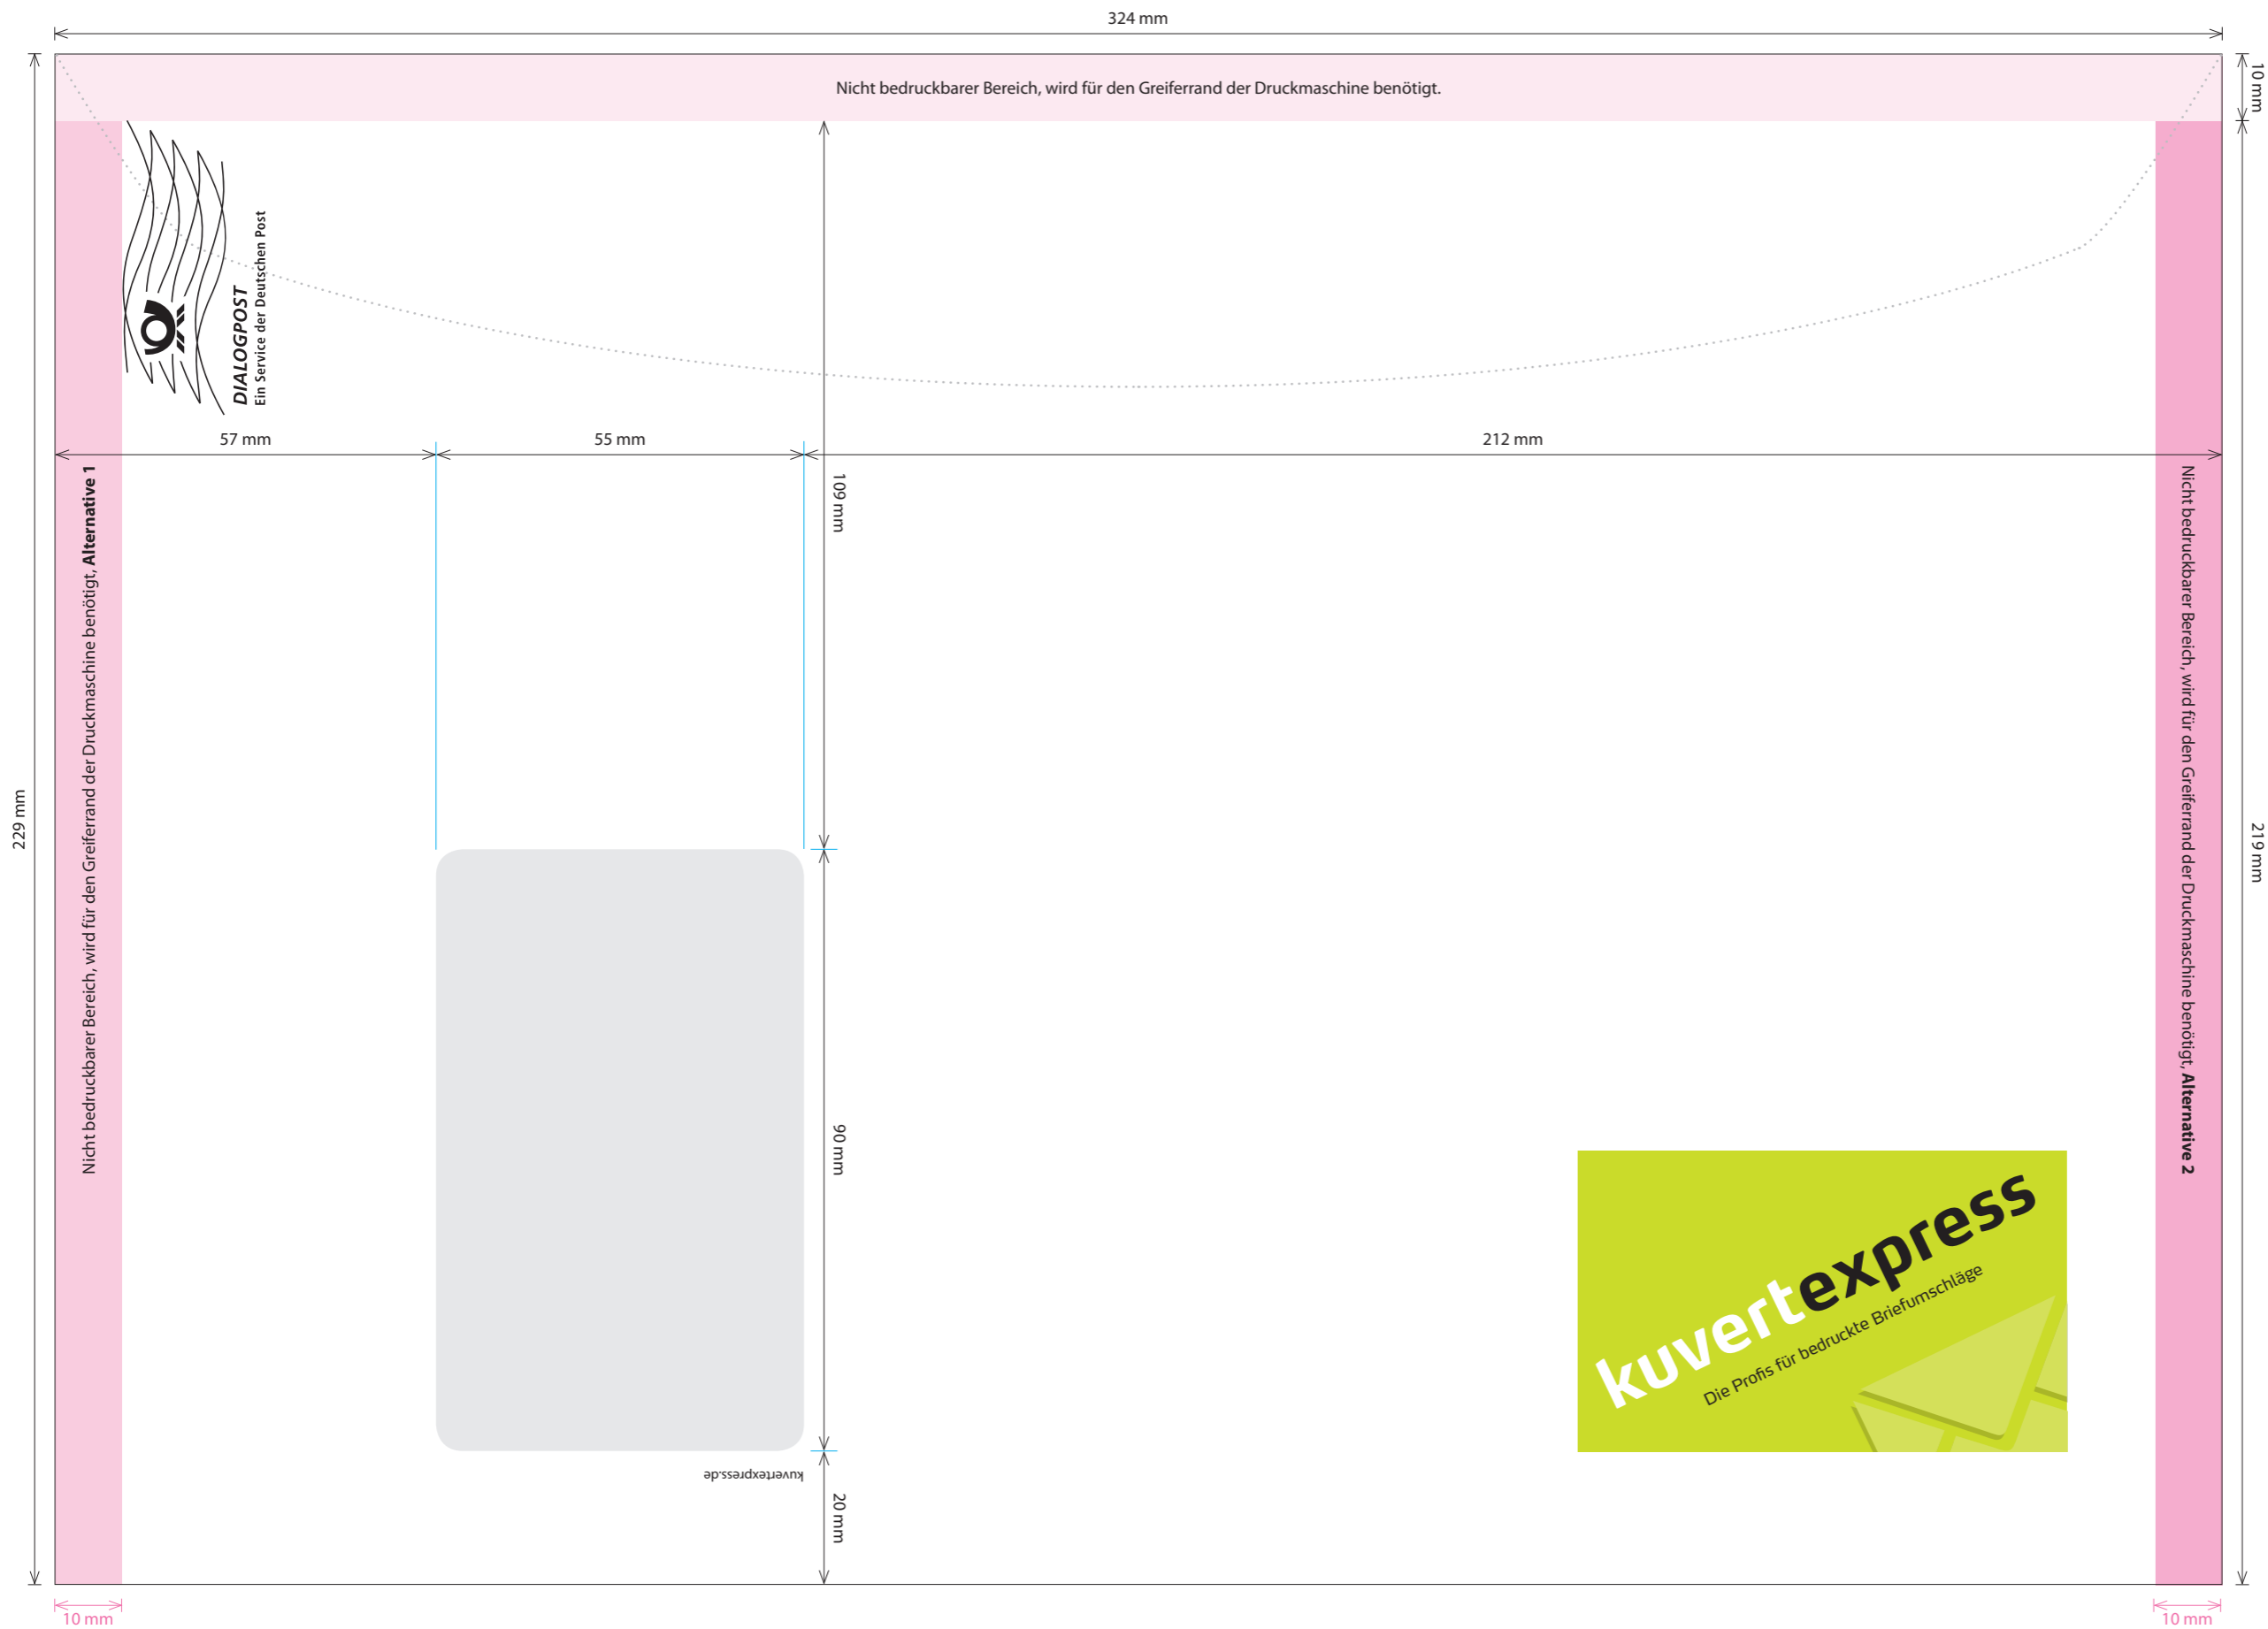 324 mm
Nicht bedruckbarer Bereich, wird für den Greiferrand der Druckmaschine benötigt.
10 mm
DIALOGPOST
Ein Service der Deutschen Post
57 mm
55 mm
212 mm
109 mm
Nicht bedruckbarer Bereich, wird für den Greiferrand der Druckmaschine benötigt, Alternative 1
Nicht bedruckbarer Bereich, wird für den Greiferrand der Druckmaschine benötigt, Alternative 2
229 mm
219 mm
90 mm
kuvertexpress
Die Profis für bedruckte Briefumschläge
kuvertexpress.de
20 mm
10 mm
10 mm